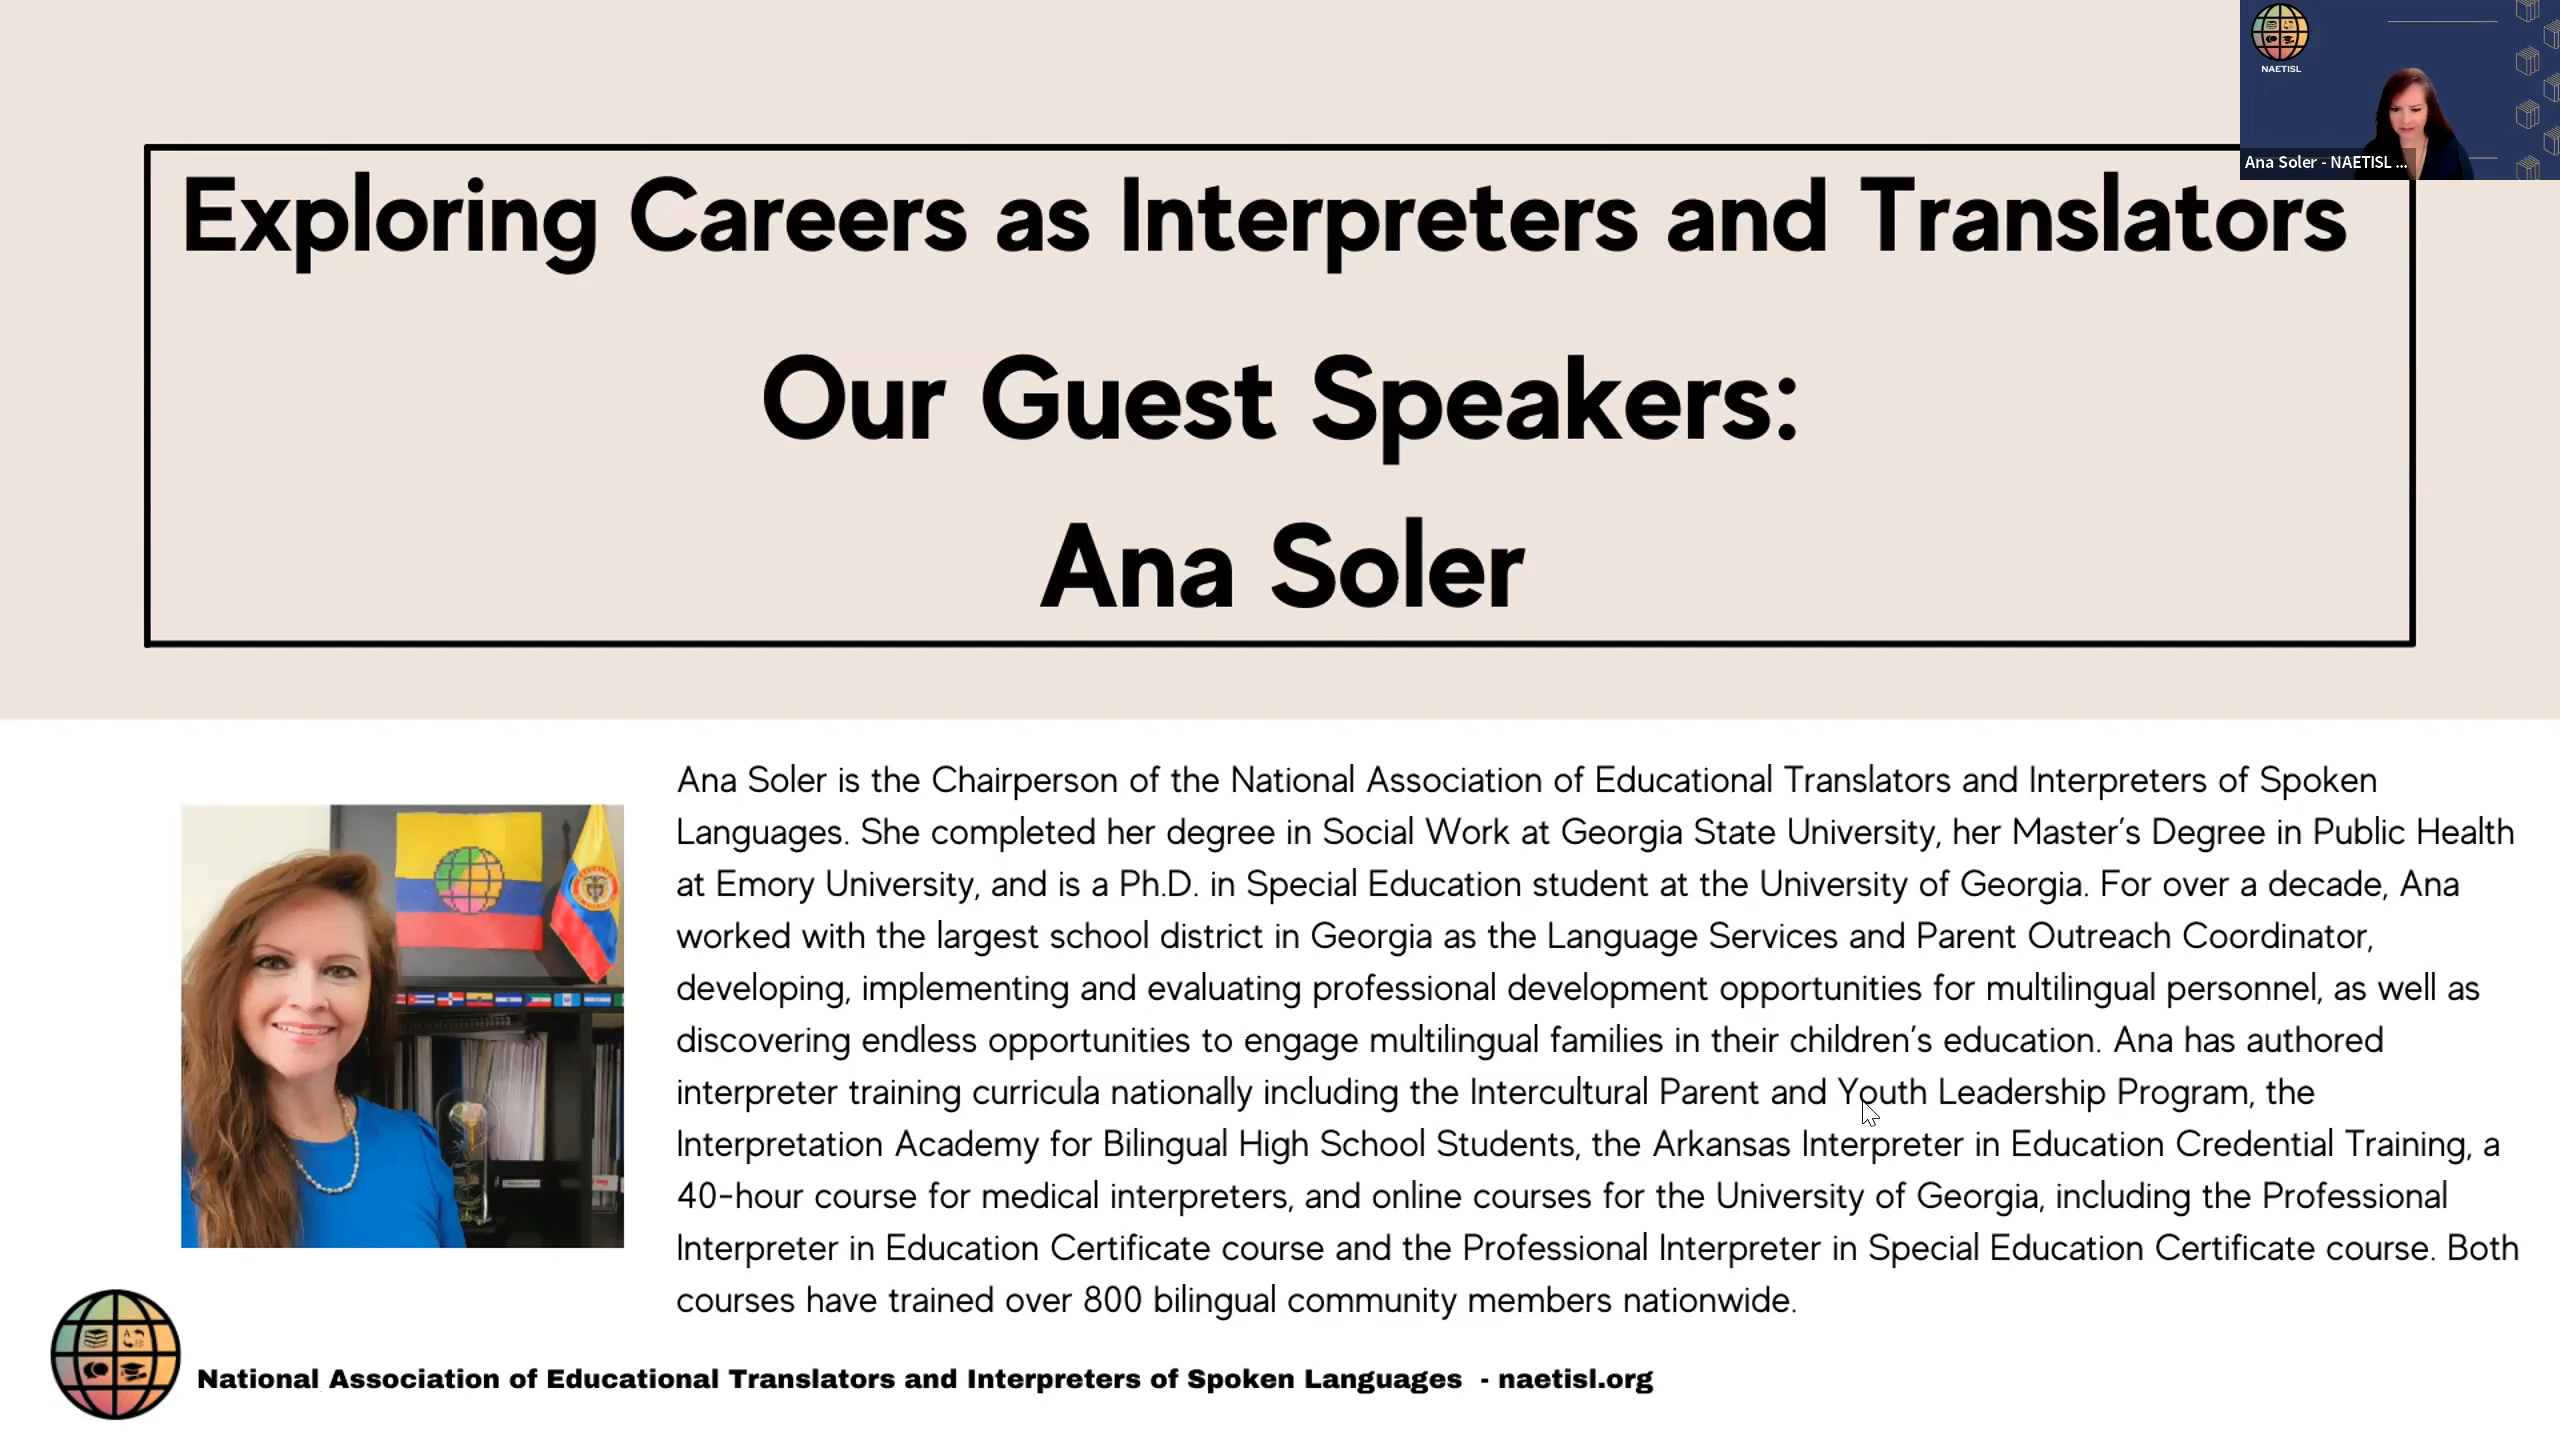 NAETISL
Ana Soler - NAETISL ...
Exploring Careers as Interpreters and Translators
Our Guest Speakers:
Ana Soler
Ana Soler is the Chairperson of the National Association of Educational Translators and Interpreters of Spoken
Languages. She completed her degree in Social Work at Georgia State University, her Master’s Degree in Public Health
at Emory University, and is a Ph.D. in Special Education student at the University of Georgia. For over a decade, Ana
worked with the largest school district in Georgia as the Language Services and Parent Outreach Coordinator,
developing, implementing and evaluating professional development opportunities for multilingual personnel, as well as
discovering endless opportunities to engage multilingual families in their children’s education. Ana has authored
interpreter training curricula nationally including the Intercultural Parent and Youth Leadership Program, the
Interpretation Academy for Bilingual High School Students, the Arkansas Interpreter in Education Credential Training, a
40-hour course for medical interpreters, and online courses for the University of Georgia, including the Professional
Interpreter in Education Certificate course and the Professional Interpreter in Special Education Certificate course. Both
courses have trained over 800 bilingual community members nationwide.
National Association of Educational Translators and Interpreters of Spoken Languages - naetisl.org